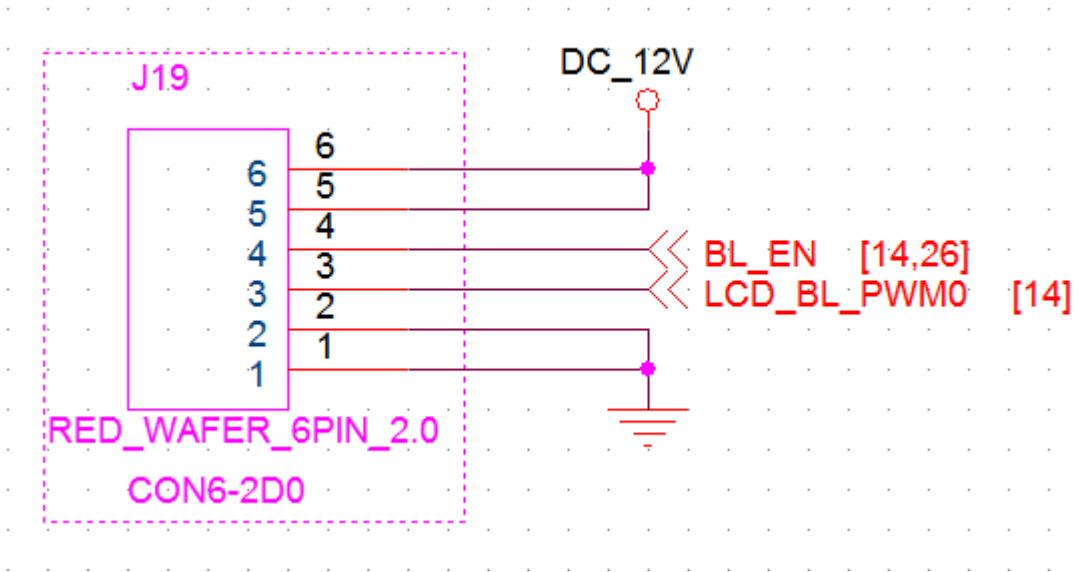 J19
DC_12V
6
6
5
5
4
4
BL_EN [14,26]
3
3
LCD_BL_PWM0 [14]
2
2
1
1
RED_WAFER_6PIN_2.0
CON6-2D0